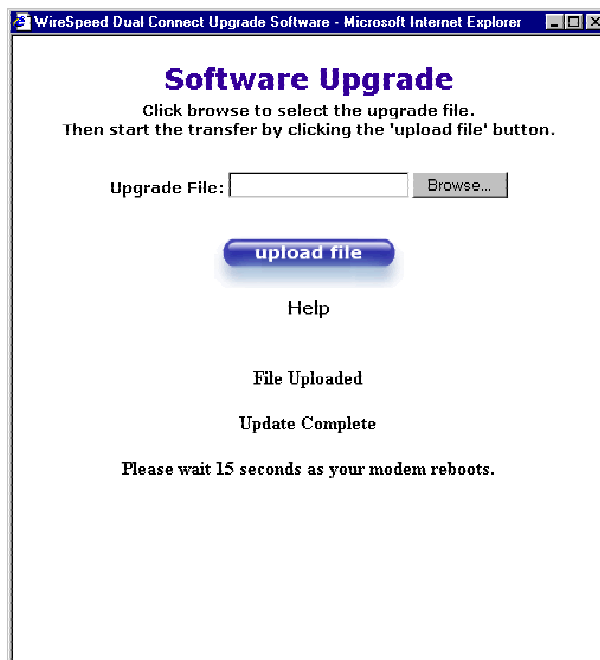 WireSpeed Dual Connect Upgrade Software - Microsoft Internet Explorer
Software Upgrade
Click browse to select the upgrade file.
Then start the transfer by clicking the 'upload file' button.
Upgrade File: Browse...
upload file
Help
File Uploaded
Update Complete
Please wait 15 seconds as your modem reboots.